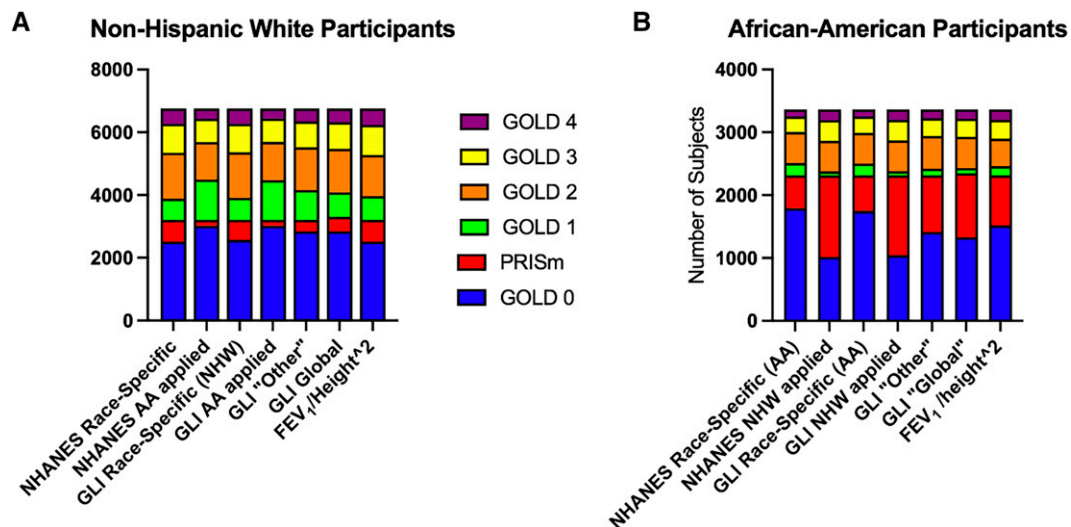 A
Non-Hispanic White Participants
8000
6000
4000
2000
0
NHANES Race-Specific
NHANES AA applied
GLI Race-Specific (NHW)
GLI AA applied
GLI "Other"
GLI Global
FEV₁/Height^2
GOLD 4
GOLD 3
GOLD 2
GOLD 1
PRISm
GOLD 0
B
African-American Participants
Number of Subjects
4000
3000
2000
1000
0
NHANES Race-Specific (AA)
NHANES NHW applied
GLI Race-Specific (AA)
GLI NHW applied
GLI "Other"
GLI "Global"
FEV₁ /height^2